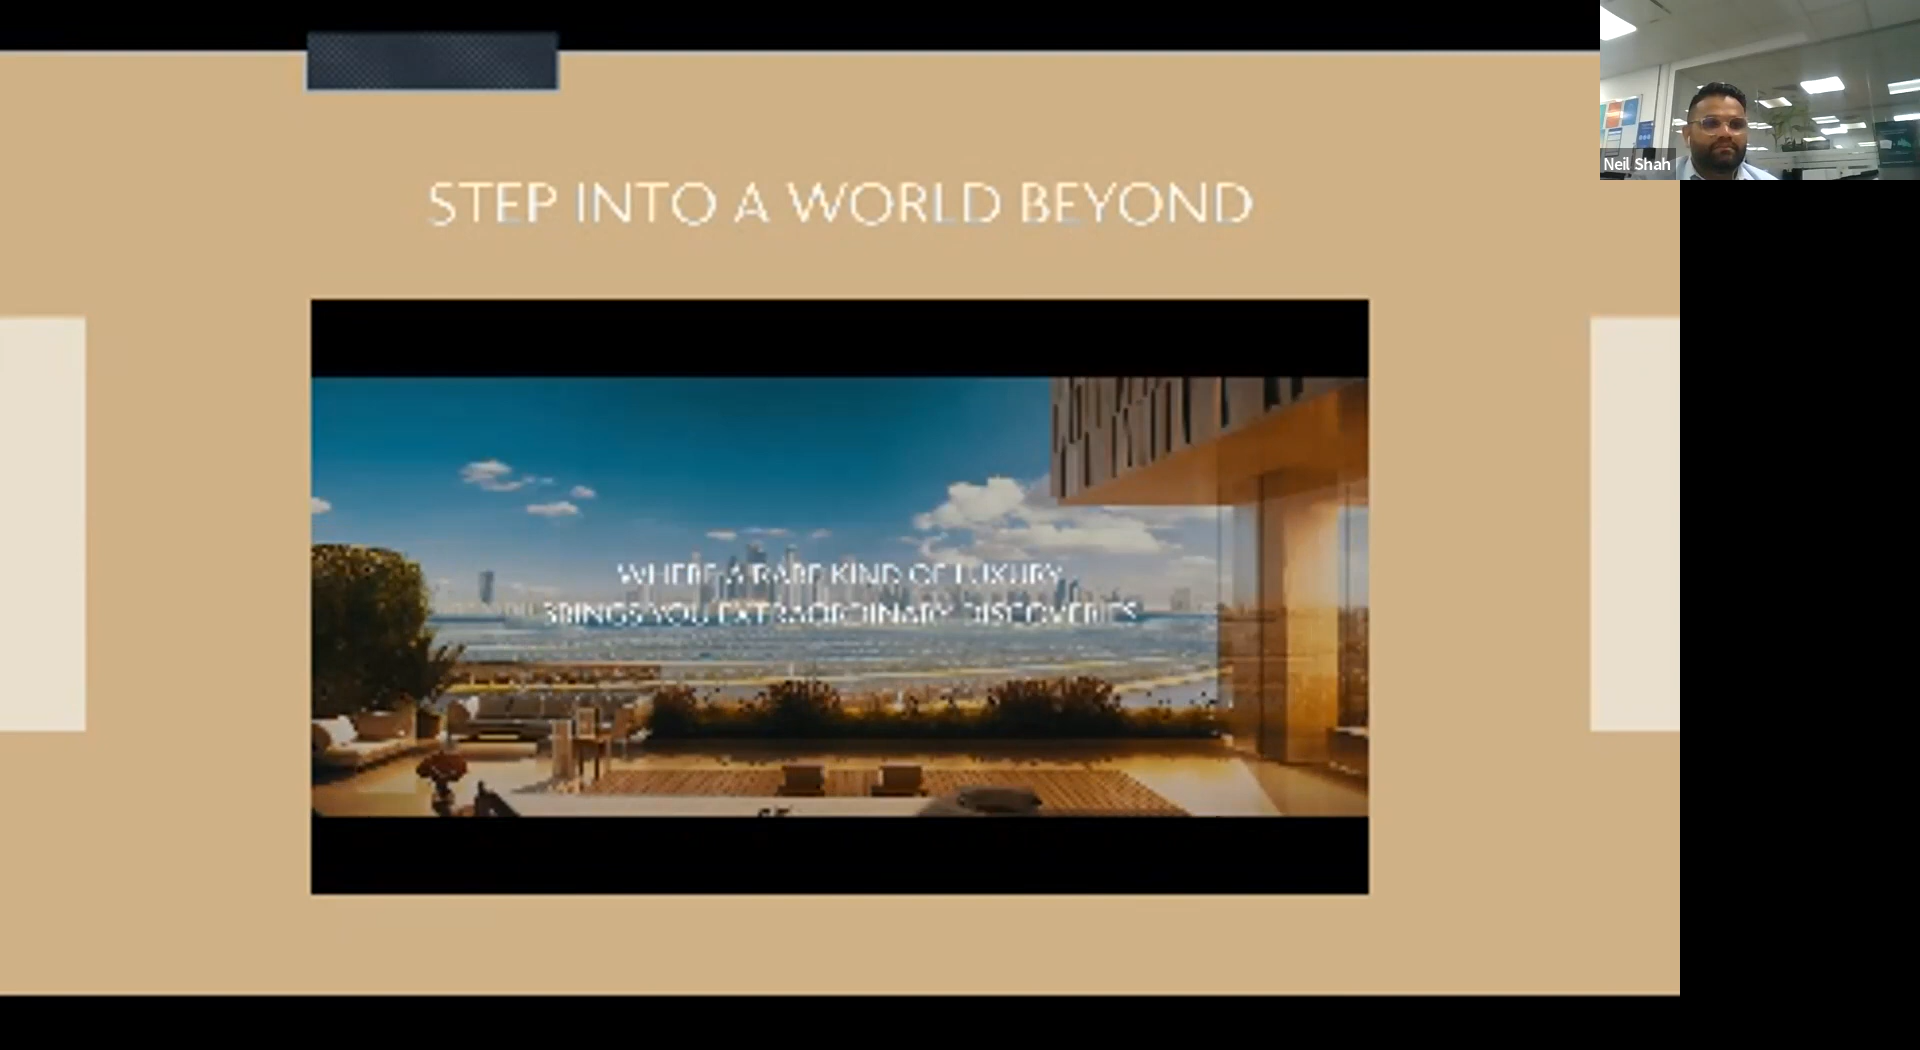 STEP INTO A WORLD BEYOND
WHERE A RARE KIND OF LUXURY
BRINGS YOU EXTRAORDINARY DISCOVERIES
Neil Shah